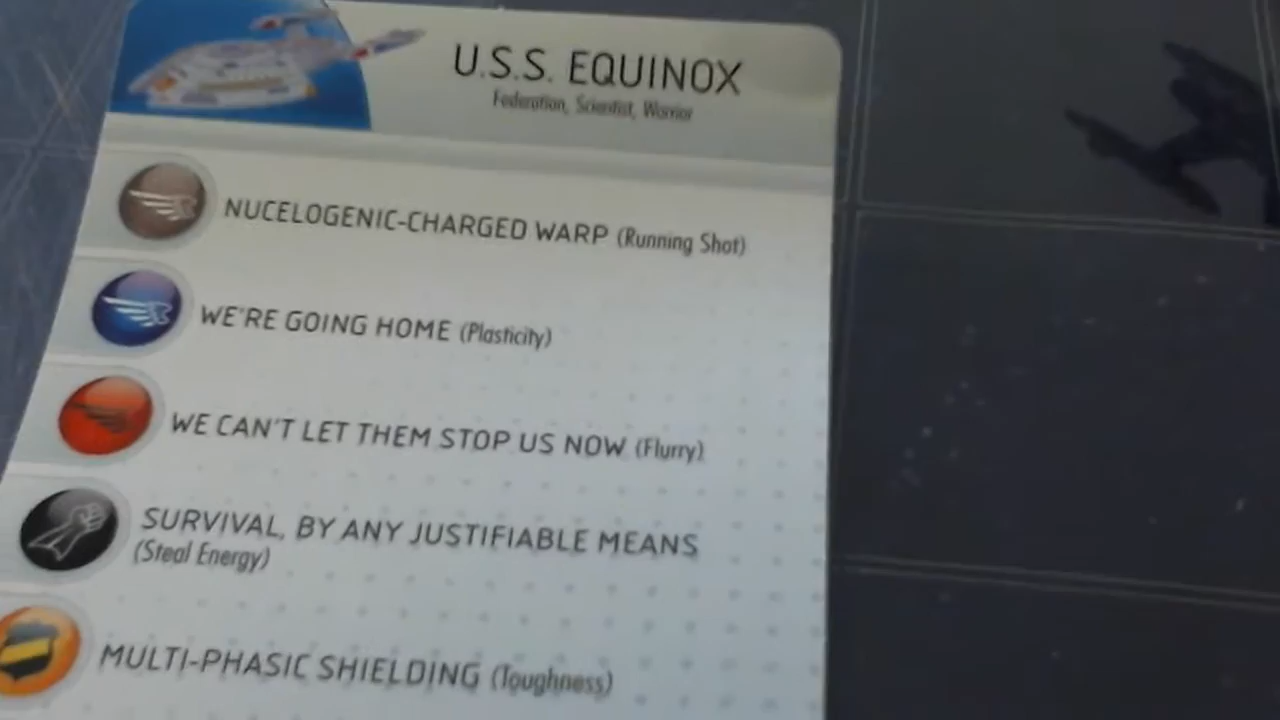 U.S.S. EQUINOX
Federation, Scientist, Warrior
NUCELOGENIC-CHARGED WARP (Running Shot)
WE'RE GOING HOME (Plasticity)
WE CAN'T LET THEM STOP US NOW (Flurry)
SURVIVAL, BY ANY JUSTIFIABLE MEANS
(Steal Energy)
MULTI-PHASIC SHIELDING (Toughness)